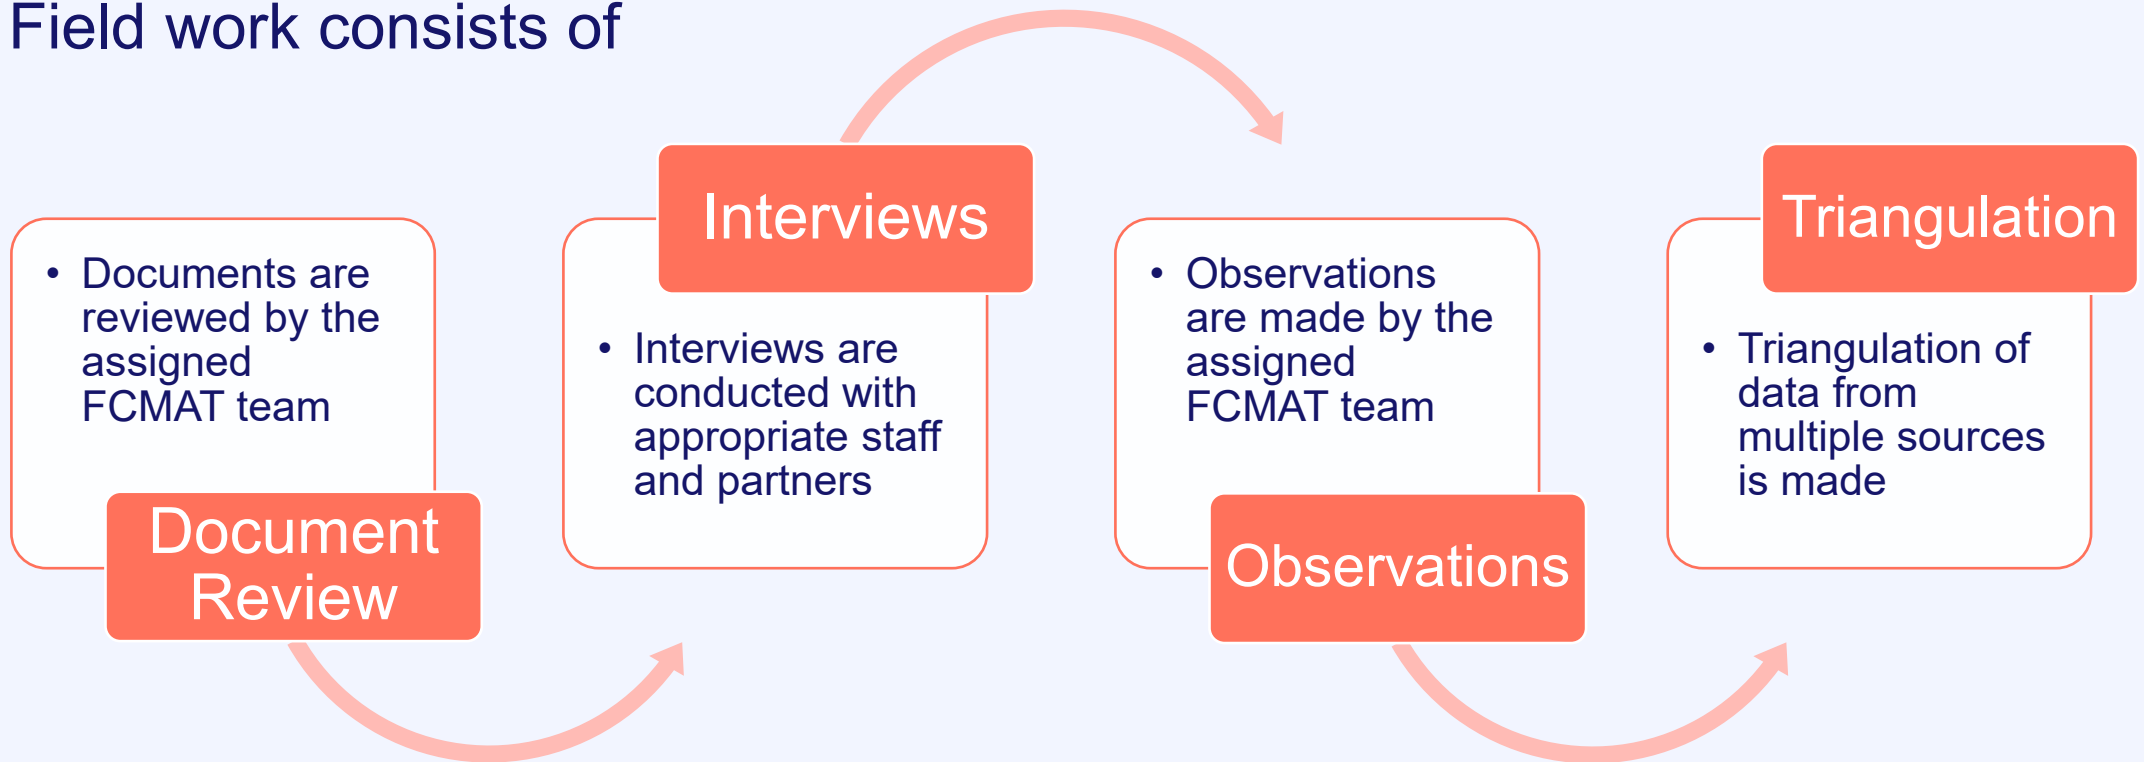 Field work consists of
• Documents are
reviewed by the
assigned
FCMAT team
Document
Review
Interviews
• Interviews are
conducted with
appropriate staff
and partners
• Observations
are made by the
assigned
FCMAT team
Observations
Triangulation
• Triangulation of
data from
multiple sources
is made